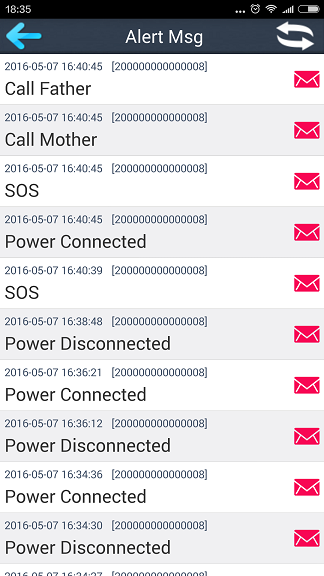 18:35
Alert Msg
2016-05-07 16:40:45 [200000000000008]
Call Father
2016-05-07 16:40:45 [200000000000008]
Call Mother
2016-05-07 16:40:45 [200000000000008]
SOS
2016-05-07 16:40:45 [200000000000008]
Power Connected
2016-05-07 16:40:39 [200000000000008]
SOS
2016-05-07 16:38:48 [200000000000008]
Power Disconnected
2016-05-07 16:36:21 [200000000000008]
Power Connected
2016-05-07 16:36:12 [200000000000008]
Power Disconnected
2016-05-07 16:34:36 [200000000000008]
Power Connected
2016-05-07 16:34:30 [200000000000008]
Power Disconnected
2016-05-07 16:34:27 [200000000000008]